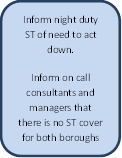 Inform night duty
ST of need to act
down.
Inform on call
consultants and
managers that
there is no ST cover
for both boroughs